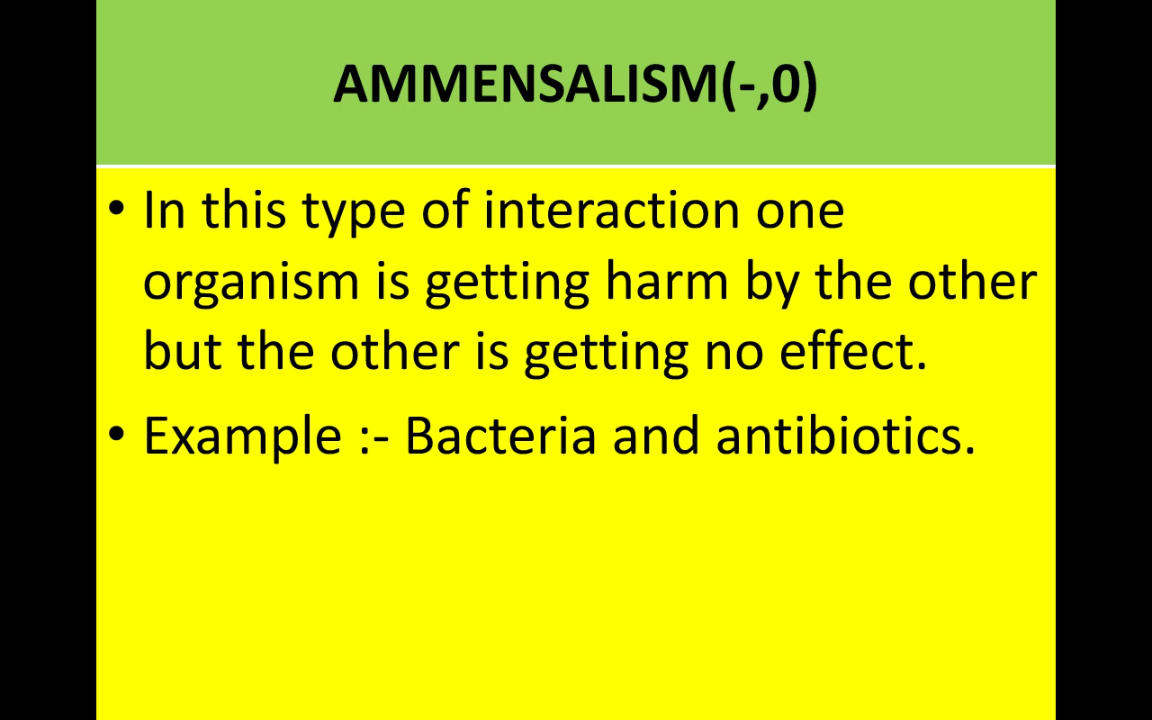 AMMENSALISM(-,0)
• In this type of interaction one
organism is getting harm by the other
but the other is getting no effect.
• Example :- Bacteria and antibiotics.